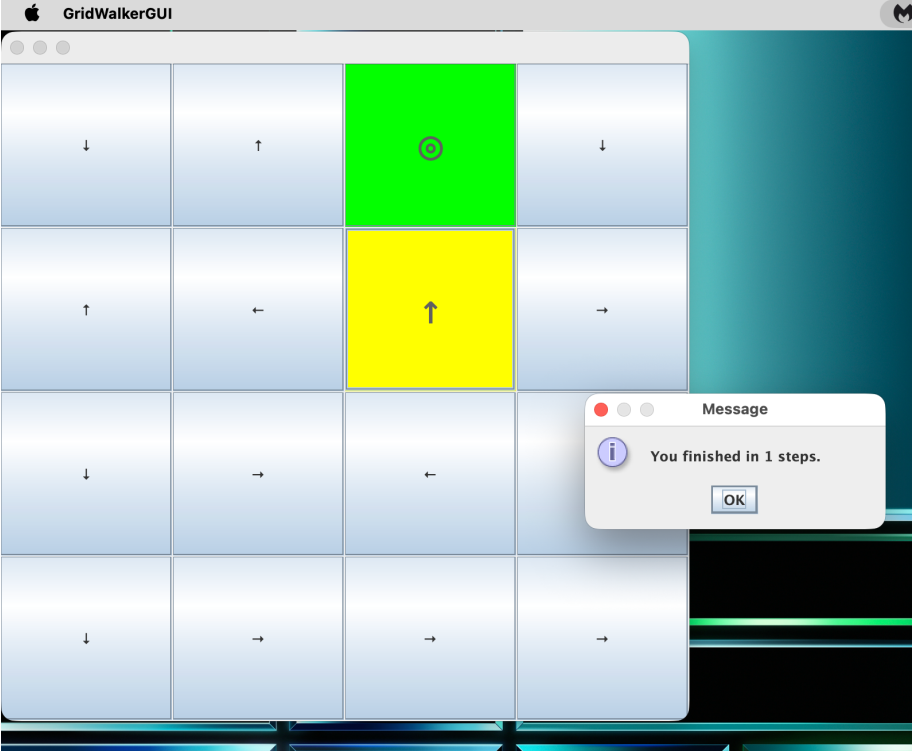 GridWalkerGUI
↓ ↑ ◎ ↓
↑ ← ↑ →
↓ → ←
↓ → → →
Message
i
You finished in 1 steps.
OK